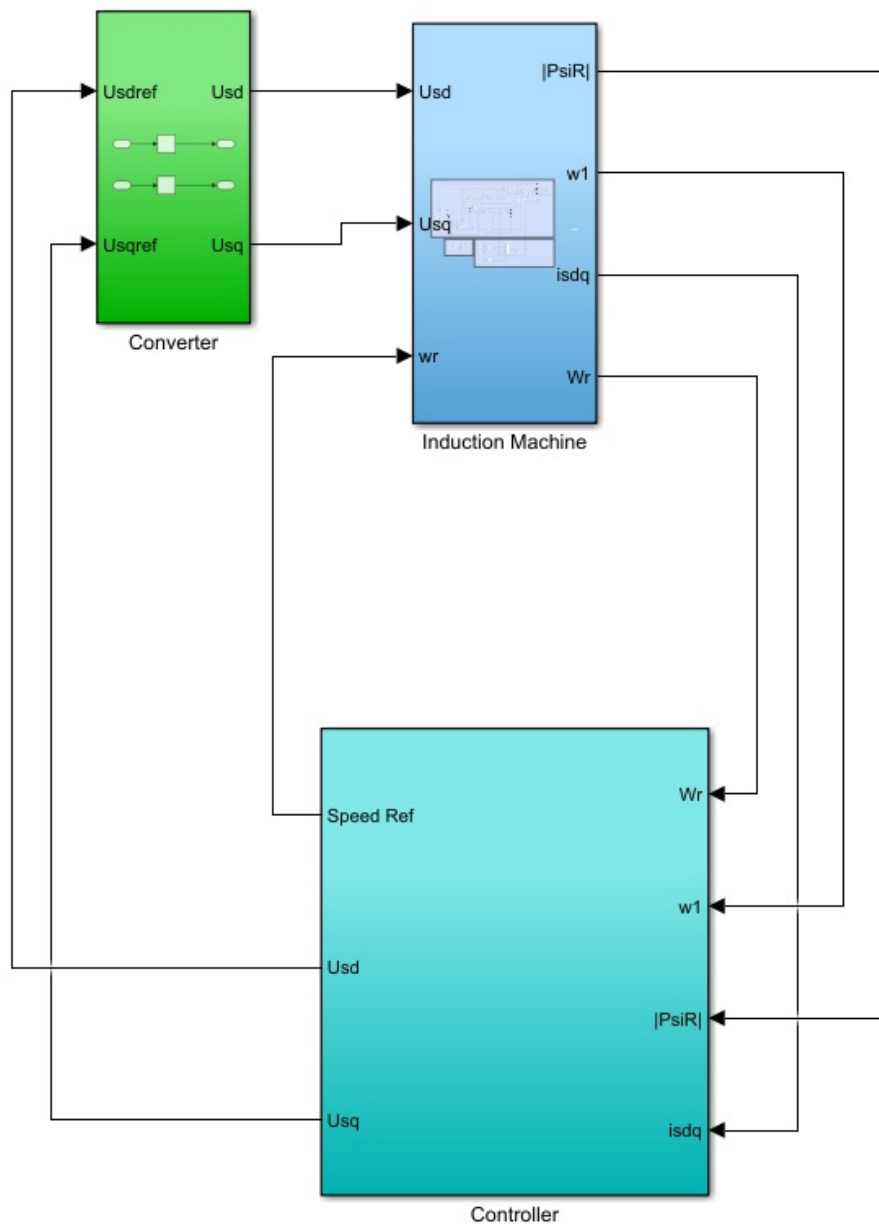 Usdref
Usd
Usqref
Usq
Converter
Usd
|PsiR|
w1
Usq
isdq
wr
Wr
Induction Machine
Speed Ref
Wr
w1
Usd
|PsiR|
Usq
isdq
Controller